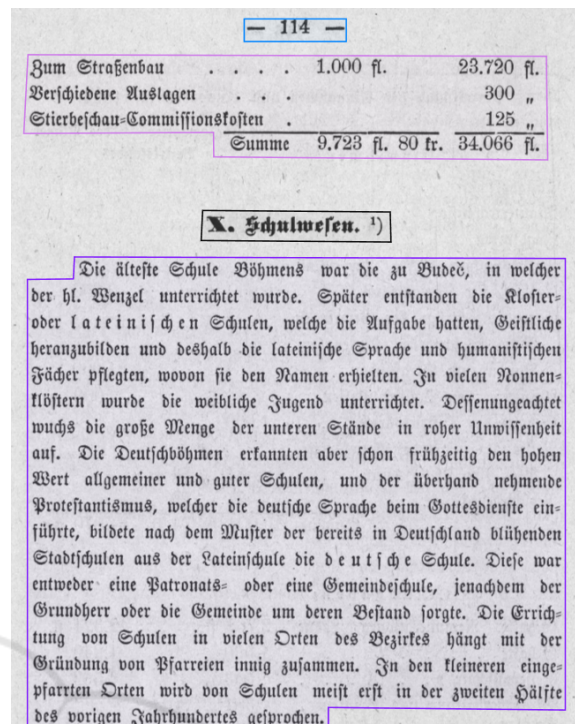 — 114 —
Zum Straßenbau . . . . 1.000 fl. 23.720 fl.
Verschiedene Auslagen . . 300 „
Stierbeschau-Commissionskosten . 125 „
Summe 9.723 fl. 80 kr. 34.066 fl.
X. Schulwesen. ¹)
Die älteste Schule Böhmens war die zu Budeč, in welcher
der hl. Wenzel unterrichtet wurde. Später entstanden die Kloster-
oder lateinischen Schulen, welche die Aufgabe hatten, Geistliche
heranzubilden und deshalb die lateinische Sprache und humanistischen
Fächer pflegten, wovon sie den Namen erhielten. In vielen Nonnen-
klöstern wurde die weibliche Jugend unterrichtet. Dessenungeachtet
wuchs die große Menge der unteren Stände in roher Unwissenheit
auf. Die Deutschböhmen erkannten aber schon frühzeitig den hohen
Wert allgemeiner und guter Schulen, und der überhand nehmende
Protestantismus, welcher die deutsche Sprache beim Gottesdienste ein-
führte, bildete nach dem Muster der bereits in Deutschland blühenden
Stadtschulen aus der Lateinschule die deutsche Schule. Diese war
entweder eine Patronats- oder eine Gemeindeschule, jenachdem der
Grundherr oder die Gemeinde um deren Bestand sorgte. Die Errich-
tung von Schulen in vielen Orten des Bezirkes hängt mit der
Gründung von Pfarreien innig zusammen. In den kleineren einge-
pfarrten Orten wird von Schulen meist erst in der zweiten Hälfte
des vorigen Jahrhundertes gesprochen.